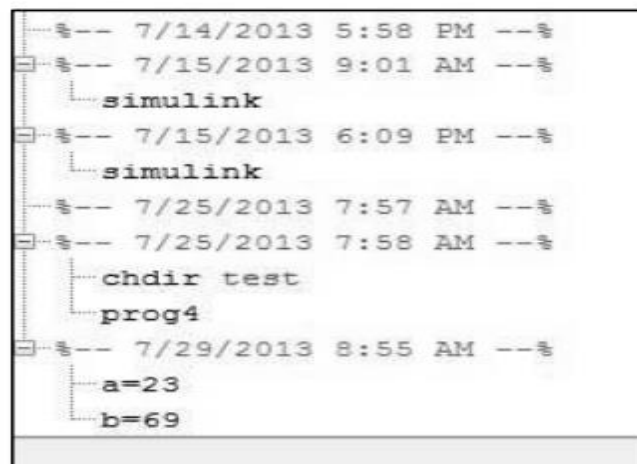 %-- 7/14/2013 5:58 PM --%
%-- 7/15/2013 9:01 AM --%
simulink
%-- 7/15/2013 6:09 PM --%
simulink
%-- 7/25/2013 7:57 AM --%
%-- 7/25/2013 7:58 AM --%
chdir test
prog4
%-- 7/29/2013 8:55 AM --%
a=23
b=69